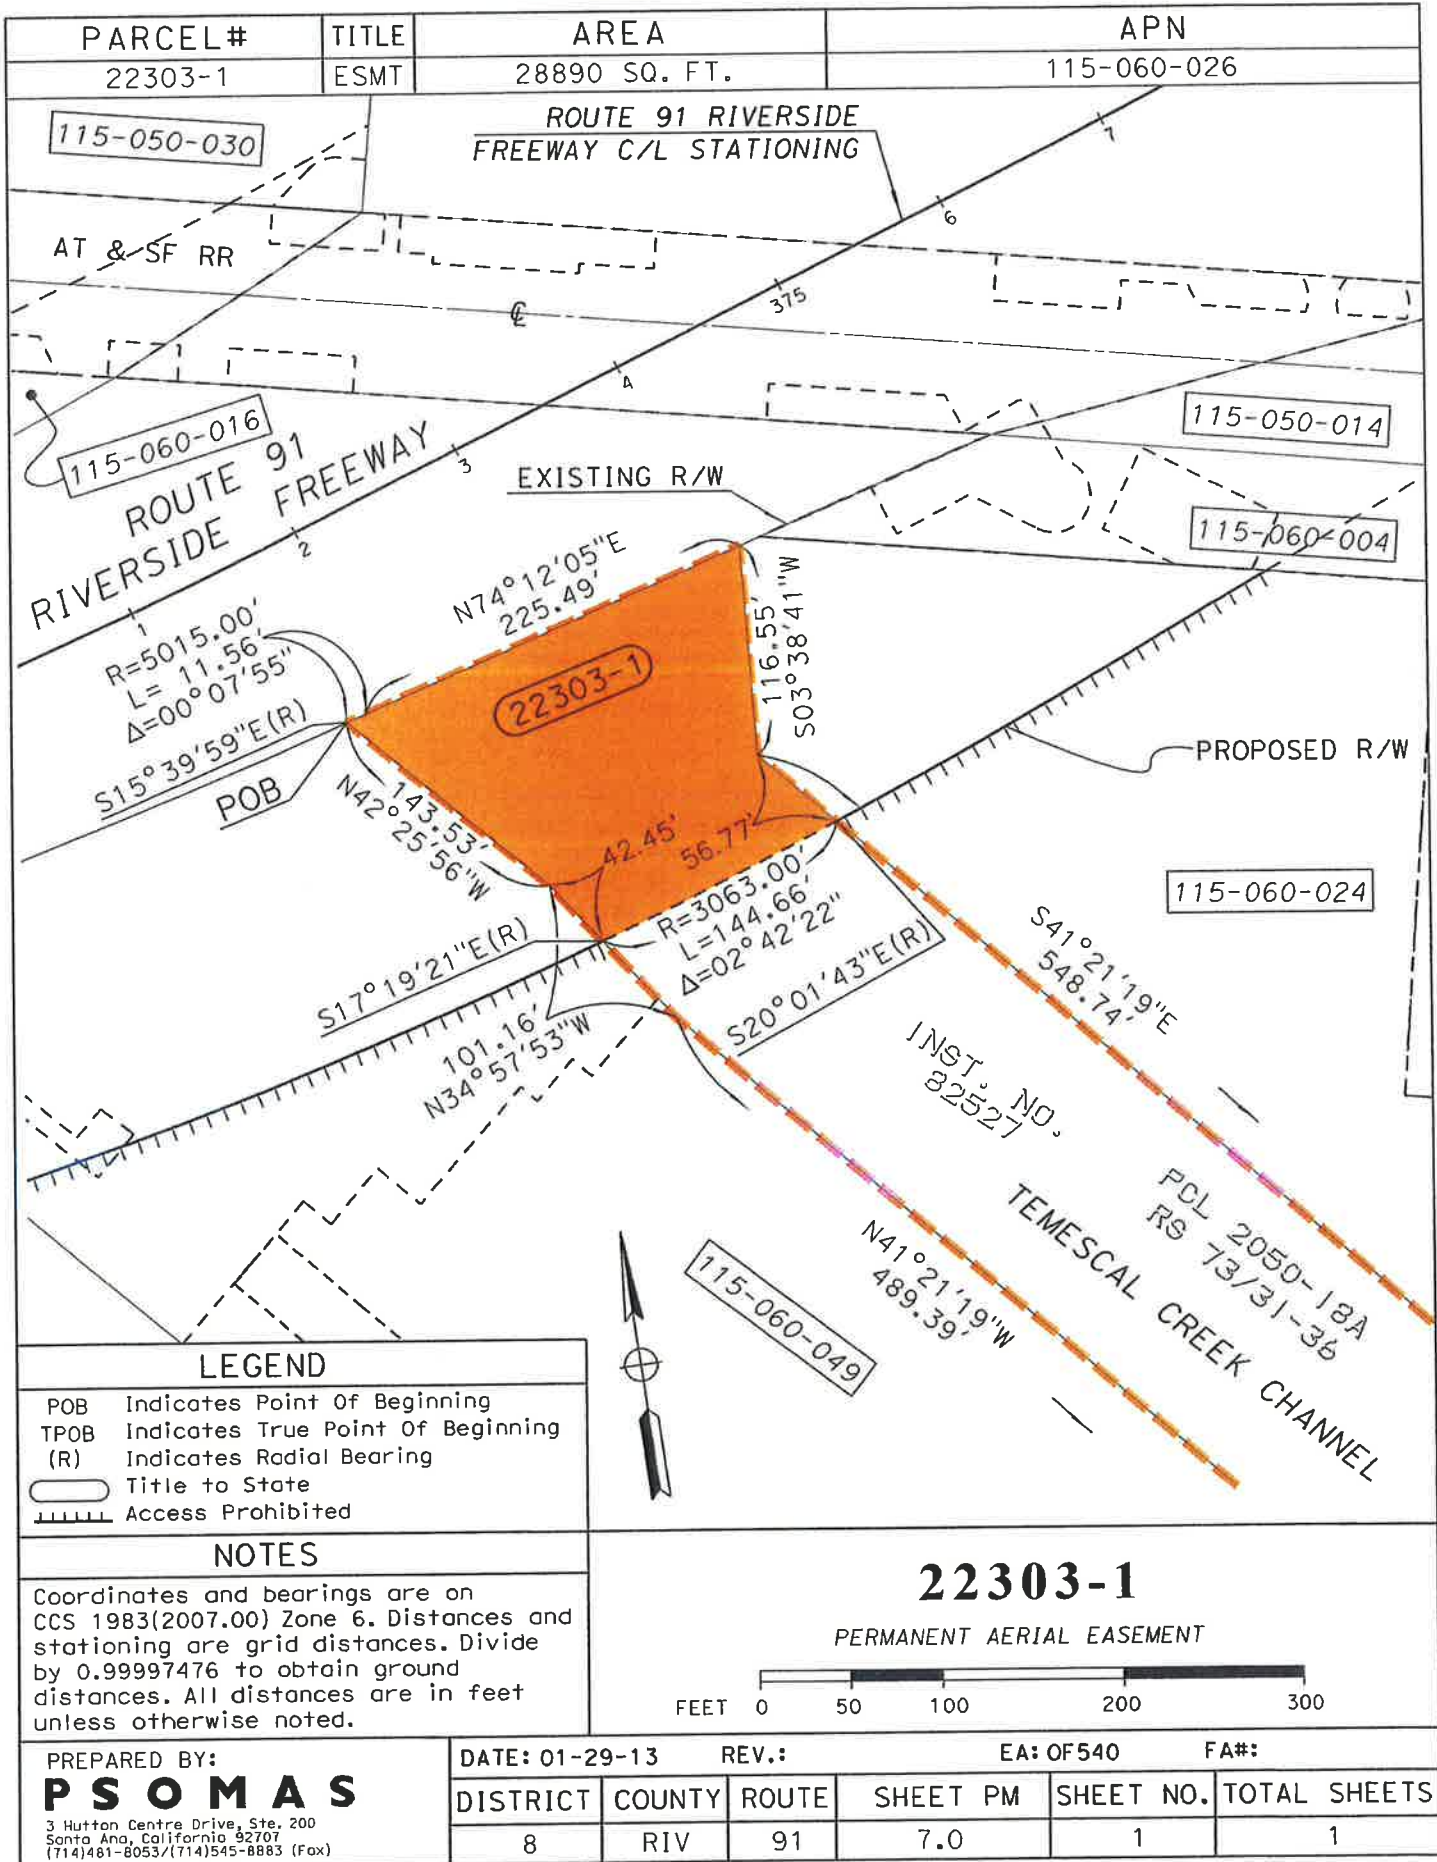 PARCEL# TITLE AREA APN
22303-1 ESMT 28890 SQ. FT. 115-060-026
115-050-030
ROUTE 91 RIVERSIDE
FREEWAY C/L STATIONING
7
6
AT & SF RR
375
℄
4
115-060-016
115-050-014
ROUTE 91
RIVERSIDE FREEWAY
3
EXISTING R/W
2
115-060-004
1
N74°12'05"E
225.49'
116.55'
S03°38'41"W
R=5015.00'
L= 11.56'
Δ=00°07'55"
22303-1
S15°39'59"E(R)
POB
PROPOSED R/W
143.53'
N42°25'56"W
42.45'
56.77'
R=3063.00'
L=144.66'
Δ=02°42'22"
115-060-024
S17°19'21"E(R)
S20°01'43"E(R)
S41°21'19"E
548.74'
101.16'
N34°57'53"W
INST. NO.
82527
PCL 2050-18A
RS 73/31-36
TEMESCAL CREEK CHANNEL
N41°21'19"W
489.39'
115-060-049
LEGEND
POB Indicates Point Of Beginning
TPOB Indicates True Point Of Beginning
(R) Indicates Radial Bearing
Title to State
Access Prohibited
NOTES
Coordinates and bearings are on
CCS 1983(2007.00) Zone 6. Distances and
stationing are grid distances. Divide
by 0.99997476 to obtain ground
distances. All distances are in feet
unless otherwise noted.
22303-1
PERMANENT AERIAL EASEMENT
FEET 0 50 100 200 300
PREPARED BY:
PSOMAS
3 Hutton Centre Drive, Ste. 200
Santa Ana, California 92707
(714)481-8053/(714)545-8883 (Fax)
DATE: 01-29-13 REV.: EA: OF540 FA#:
DISTRICT COUNTY ROUTE SHEET PM SHEET NO. TOTAL SHEETS
8 RIV 91 7.0 1 1